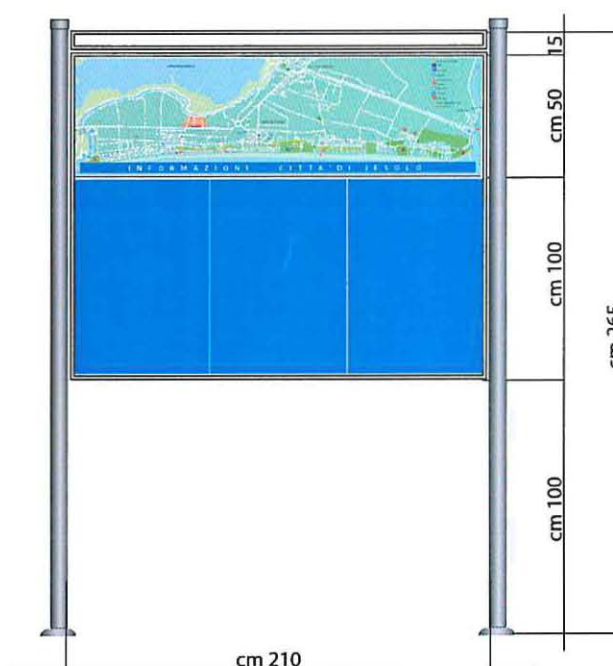 15
cm 50
INFORMAZIONI CITTA' DI JESOLO
cm 100
cm 265
cm 100
cm 210